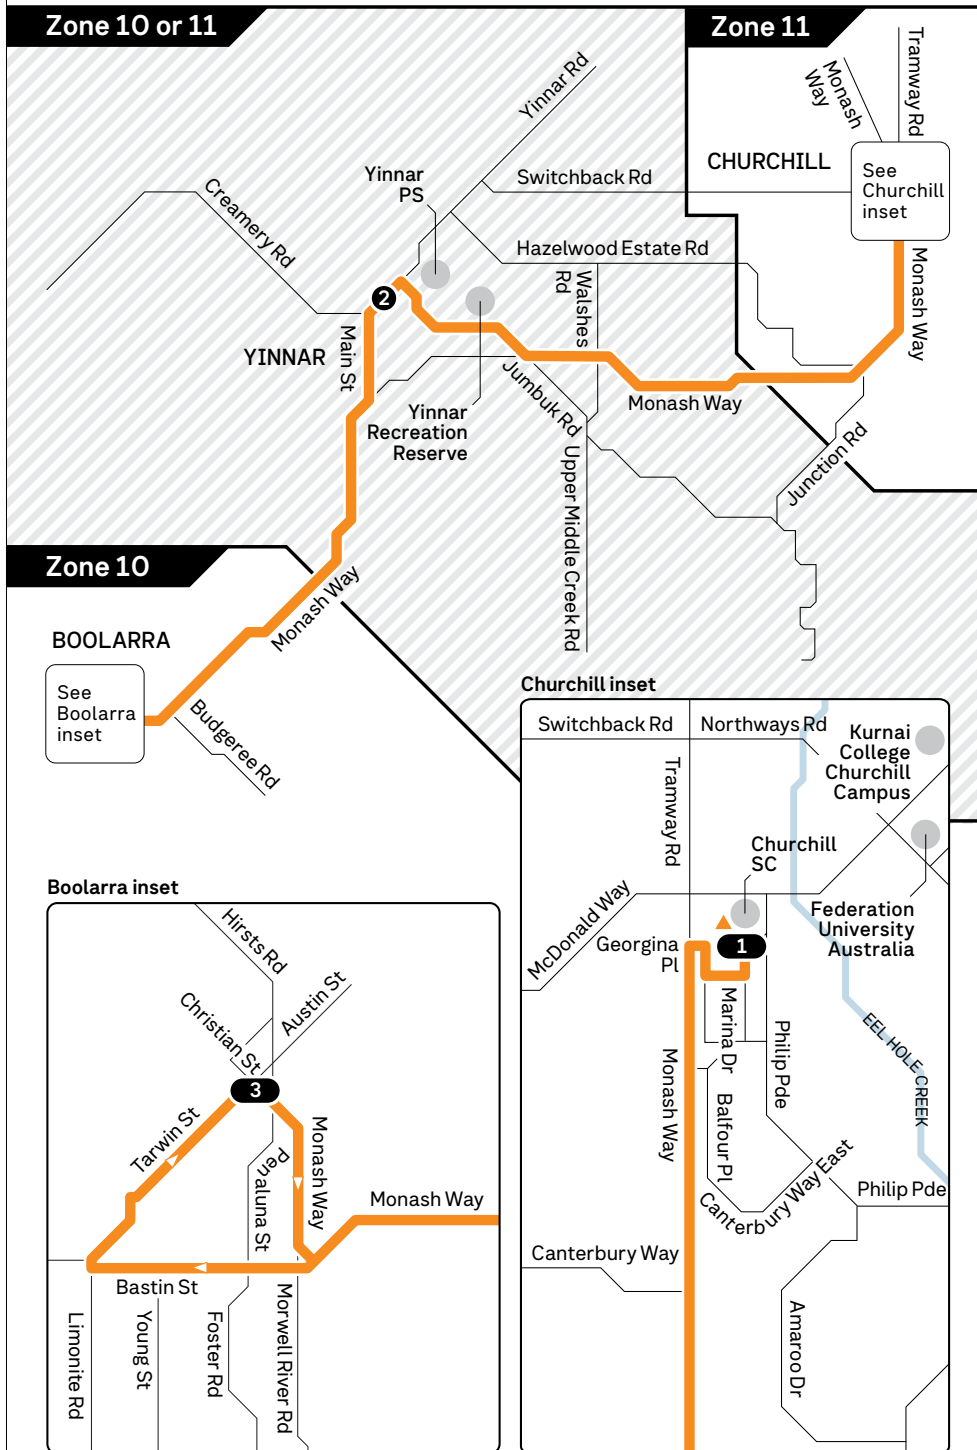 Zone 10 or 11
Zone 11
Tramway Rd
Monash
Way
Yinnar Rd
CHURCHILL
See
Churchill
inset
Yinnar
PS
Switchback Rd
Creamery Rd
Hazelwood Estate Rd
Walshes
Rd
Monash Way
2
YINNAR
Main St
Jumbuk Rd
Monash Way
Yinnar
Recreation
Reserve
Junction Rd
Upper Middle Creek Rd
Zone 10
Monash Way
BOOLARRA
See
Boolarra
inset
Budgeree Rd
Churchill inset
Switchback Rd
Northways Rd
Kurnai
College
Churchill
Campus
Tramway Rd
Churchill
SC
McDonald Way
Georgina
Pl
1
Federation
University
Australia
Marina Dr
Philip Pde
EEL HOLE CREEK
Monash Way
Balfour Pl
Canterbury Way East
Philip Pde
Canterbury Way
Amaroo Dr
Boolarra inset
Hirsts Rd
Austin St
Christian St
3
Tarwin St
Monash Way
Penaluna St
Monash Way
Bastin St
Limonite Rd
Young St
Foster Rd
Morwell River Rd